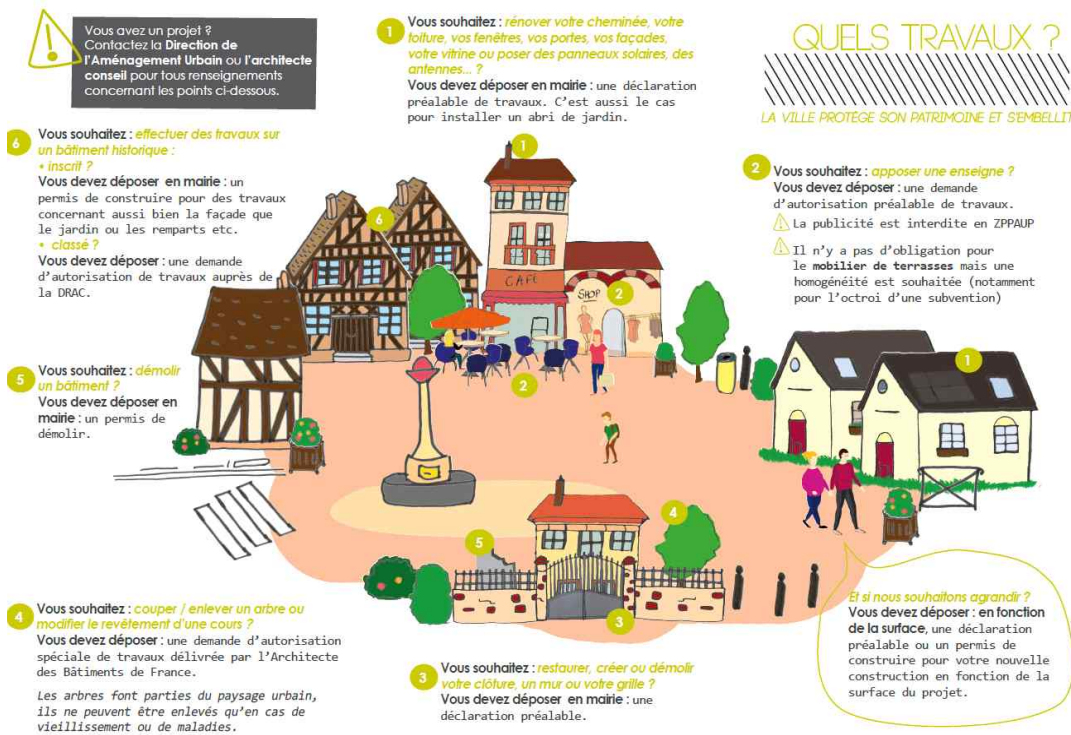 Vous avez un projet ?
Contactez la Direction de
l'Aménagement Urbain ou l'architecte
conseil pour tous renseignements
concernant les points ci-dessous.
QUELS TRAVAUX ?
LA VILLE PROTÈGE SON PATRIMOINE ET S'EMBELLIT
1
Vous souhaitez : rénover votre cheminée, votre
toiture, vos fenêtres, vos portes, vos façades,
votre vitrine ou poser des panneaux solaires, des
antennes... ?
Vous devez déposer en mairie : une déclaration
préalable de travaux. C'est aussi le cas
pour installer un abri de jardin.
2
Vous souhaitez : apposer une enseigne ?
Vous devez déposer : une demande
d'autorisation préalable de travaux.
La publicité est interdite en ZPPAUP
Il n'y a pas d'obligation pour
le mobilier de terrasses mais une
homogénéité est souhaitée (notamment
pour l'octroi d'une subvention)
6
Vous souhaitez : effectuer des travaux sur
un bâtiment historique :
• inscrit ?
Vous devez déposer en mairie : un
permis de construire pour des travaux
concernant aussi bien la façade que
le jardin ou les remparts etc.
• classé ?
Vous devez déposer : une demande
d'autorisation de travaux auprès de
la DRAC.
5
Vous souhaitez : démolir
un bâtiment ?
Vous devez déposer en
mairie : un permis de
démolir.
1
6
CAFE
SHOP
2
2
1
4
5
3
4
Vous souhaitez : couper / enlever un arbre ou
modifier le revêtement d'une cours ?
Vous devez déposer : une demande d'autorisation
spéciale de travaux délivrée par l'Architecte
des Bâtiments de France.
Les arbres font parties du paysage urbain,
ils ne peuvent être enlevés qu'en cas de
vieillissement ou de maladies.
3
Vous souhaitez : restaurer, créer ou démolir
votre clôture, un mur ou votre grille ?
Vous devez déposer en mairie : une
déclaration préalable.
Et si nous souhaitons agrandir ?
Vous devez déposer : en fonction
de la surface, une déclaration
préalable ou un permis de
construire pour votre nouvelle
construction en fonction de la
surface du projet.